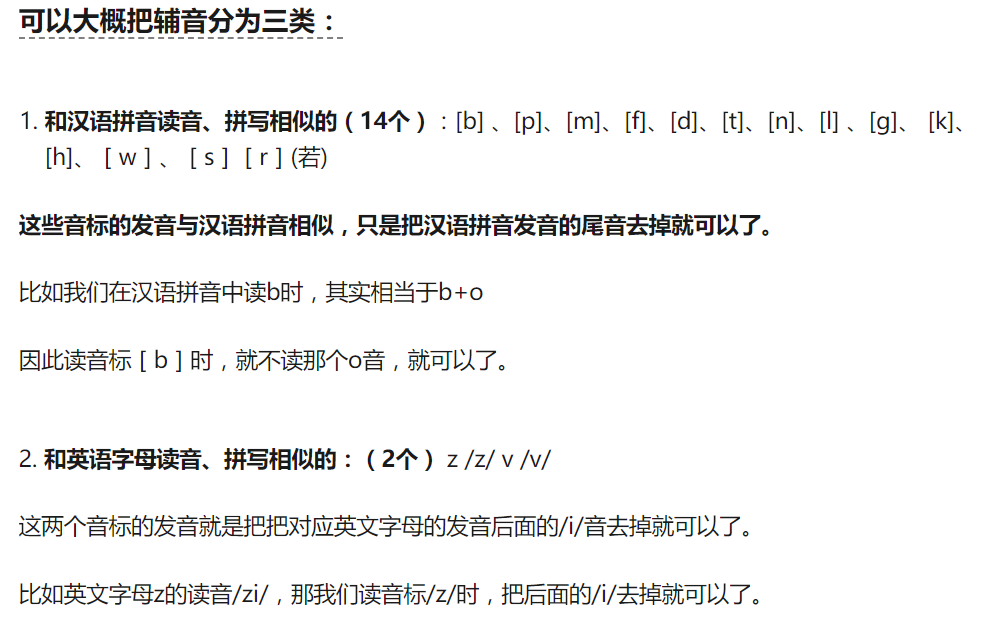 可以大概把辅音分为三类：
1. 和汉语拼音读音、拼写相似的（14个）：[b] 、[p]、[m]、[f]、[d]、[t]、[n]、[l] 、[g]、 [k]、
[h]、 [ w ] 、 [ s ] [ r ] (若)
这些音标的发音与汉语拼音相似，只是把汉语拼音发音的尾音去掉就可以了。
比如我们在汉语拼音中读b时，其实相当于b+o
因此读音标 [ b ] 时，就不读那个o音，就可以了。
2. 和英语字母读音、拼写相似的：（2个）z /z/ v /v/
这两个音标的发音就是把把对应英文字母的发音后面的/i/音去掉就可以了。
比如英文字母z的读音/zi/，那我们读音标/z/时，把后面的/i/去掉就可以了。